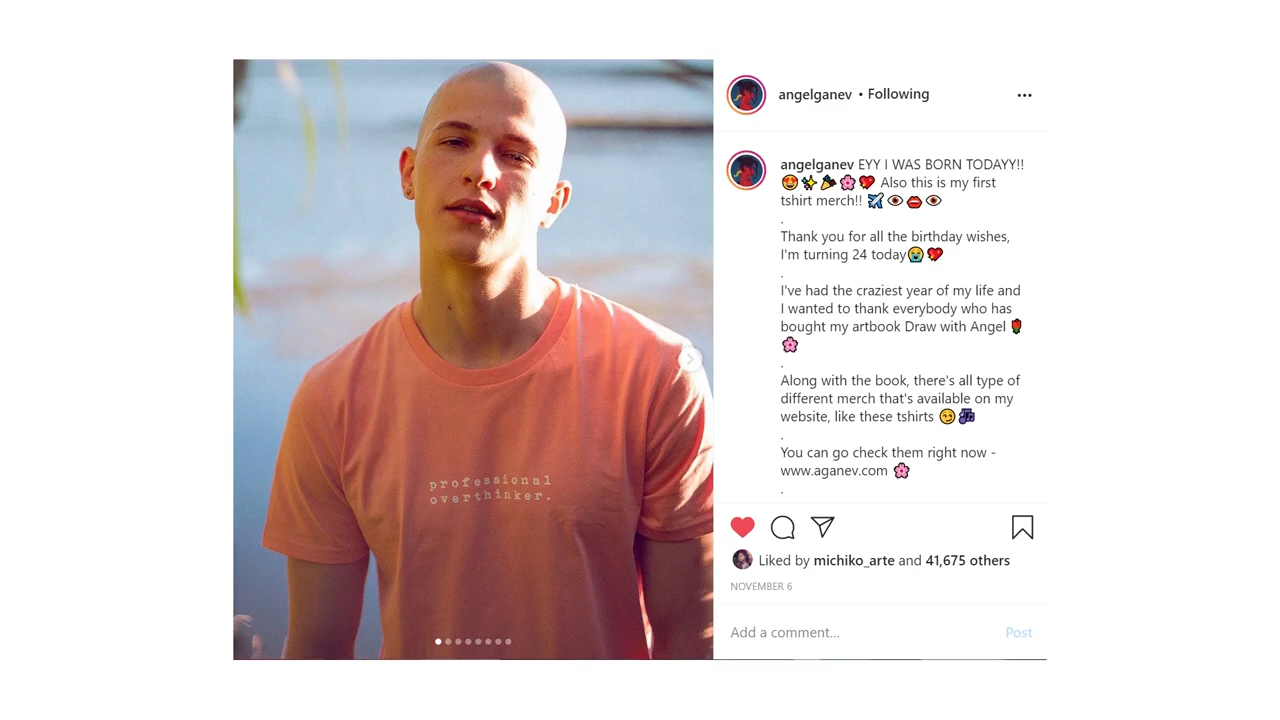 professional
overthinker.
angelganev • Following
angelganev EYY I WAS BORN TODAYY!!
😍✨🎉🌸💖 Also this is my first
tshirt merch!! ✈️👁️👄👁️
.
Thank you for all the birthday wishes,
I'm turning 24 today😭💖
.
I've had the craziest year of my life and
I wanted to thank everybody who has
bought my artbook Draw with Angel 🌹
🌸
.
Along with the book, there's all type of
different merch that's available on my
website, like these tshirts 😏🎶
.
You can go check them right now -
www.aganev.com 🌸
.
Liked by michiko_arte and 41,675 others
NOVEMBER 6
Add a comment... Post